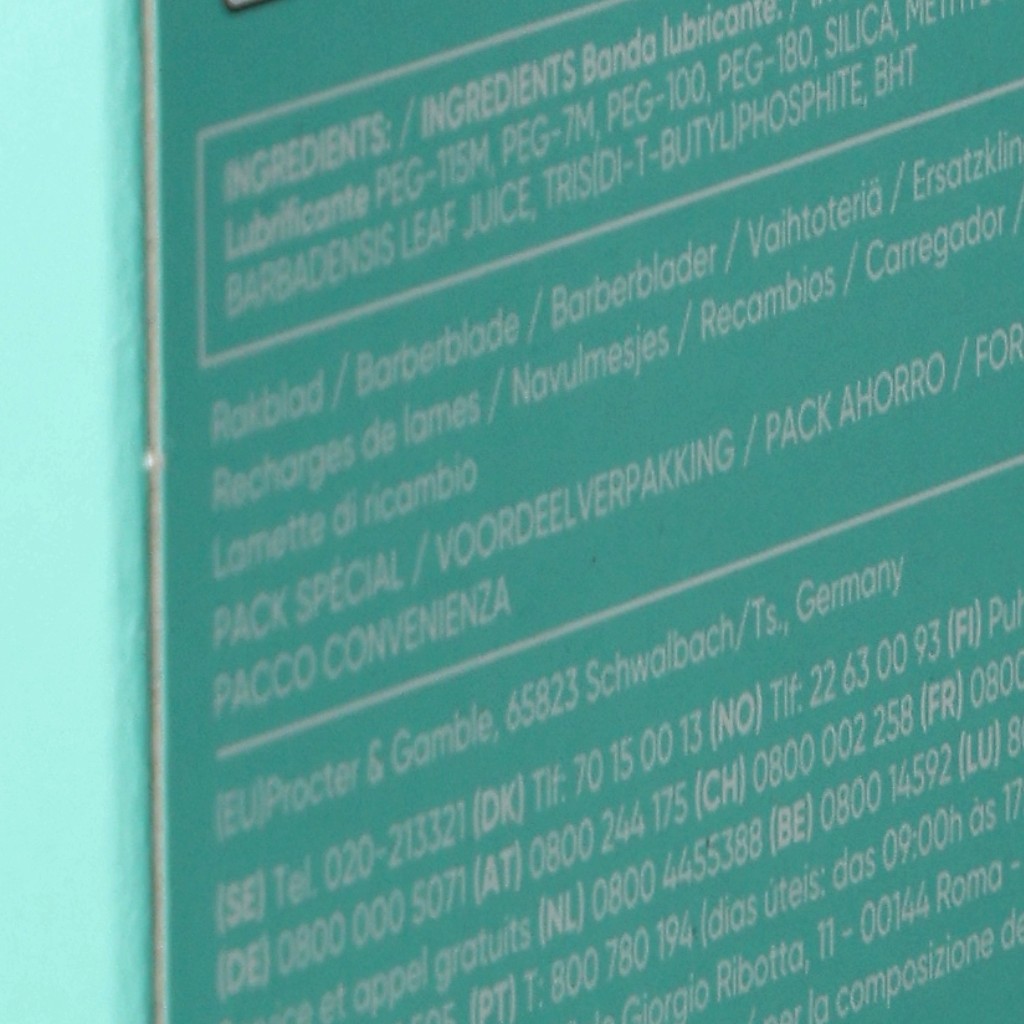 INGREDIENTS: / INGREDIENTS Banda lubricante: /
Lubrificante PEG-115M, PEG-7M, PEG-100, PEG-180, SILICA,
BARBADENSIS LEAF JUICE, TRIS(DI-T-BUTYL)PHOSPHITE, BHT
Rakblad / Barberblade / Barberblader / Vaihtoteriä / Ersatzklin
Recharges de lames / Navulmesjes / Recambios / Carregador /
Lamette di ricambio
PACK SPÉCIAL / VOORDEELVERPAKKING / PACK AHORRO / FOR
PACCO CONVENIENZA
(EU)Procter & Gamble, 65823 Schwalbach/Ts., Germany
(SE) Tel. 020-213321 (DK) Tlf: 70 15 00 13 (NO) Tlf: 22 63 00 93 (FI) Puh
(DE) 0800 000 5071 (AT) 0800 244 175 (CH) 0800 002 258 (FR) 0800
et appel gratuits (NL) 0800 4455388 (BE) 0800 14592 (LU) 8
(PT) T: 800 780 194 (dias úteis: das 09:00h às 17
Giorgio Ribotta, 11 - 00144 Roma -
per la composizione de